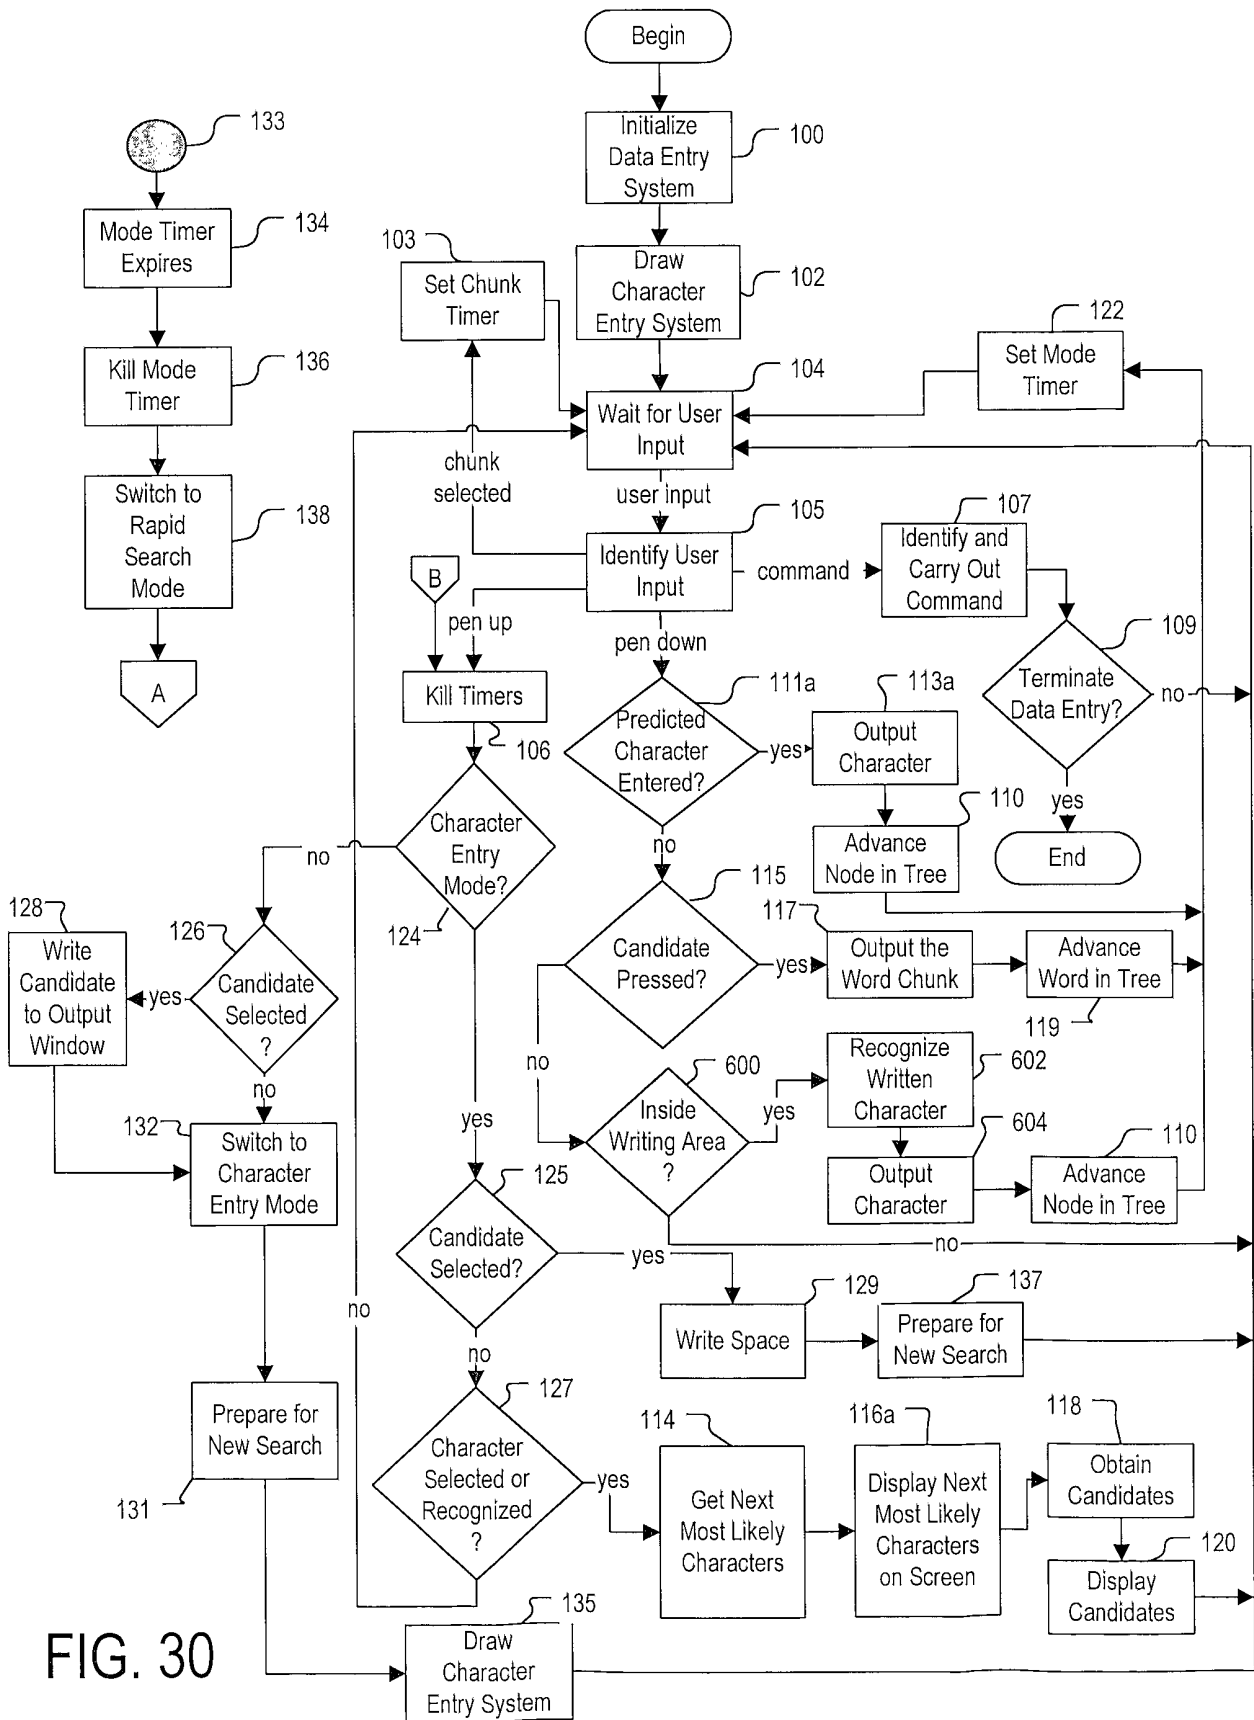 Begin
133
Initialize
Data Entry
System
100
Mode Timer
Expires
134
103
Set Chunk
Timer
Draw
Character
Entry System
102
122
Set Mode
Timer
Kill Mode
Timer
136
104
Wait for User
Input
chunk
selected
user input
Switch to
Rapid
Search
Mode
138
105
Identify User
Input
command
107
Identify and
Carry Out
Command
B
pen up
pen down
109
Terminate
Data Entry?
no
yes
End
A
Kill Timers
106
111a
Predicted
Character
Entered?
yes
no
113a
Output
Character
110
Advance
Node in Tree
Character
Entry
Mode?
124
no
yes
115
Candidate
Pressed?
yes
no
117
Output the
Word Chunk
Advance
Word in Tree
119
128
Write
Candidate
to Output
Window
126
Candidate
Selected
?
yes
no
600
Inside
Writing Area
?
yes
no
Recognize
Written
Character
602
604
Output
Character
110
Advance
Node in Tree
132
Switch to
Character
Entry Mode
125
Candidate
Selected?
yes
no
no
129
Write Space
137
Prepare for
New Search
Prepare for
New Search
131
127
Character
Selected or
Recognized
?
yes
114
Get Next
Most Likely
Characters
116a
Display Next
Most Likely
Characters
on Screen
118
Obtain
Candidates
120
Display
Candidates
135
Draw
Character
Entry System
FIG. 30